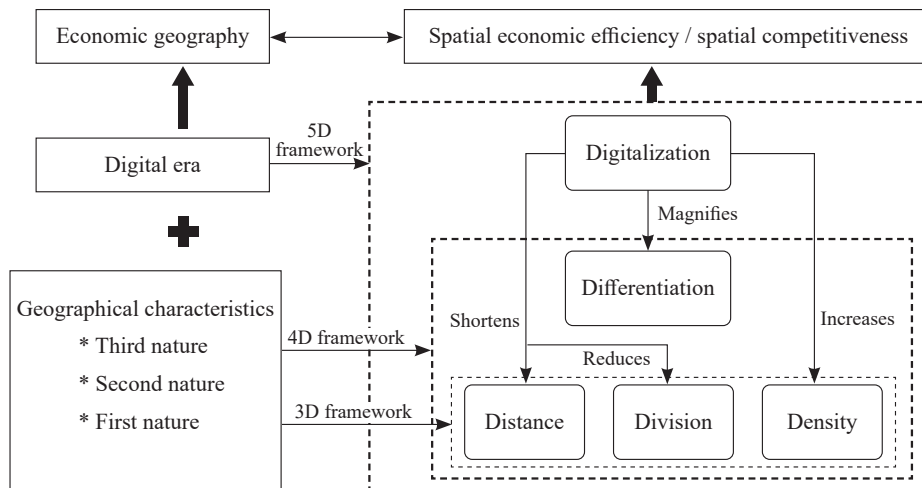 Economic geography
Spatial economic efficiency / spatial competitiveness
Digital era
5D
framework
Digitalization
Magnifies
Geographical characteristics
* Third nature
* Second nature
* First nature
4D framework
3D framework
Differentiation
Shortens
Increases
Reduces
Distance
Division
Density